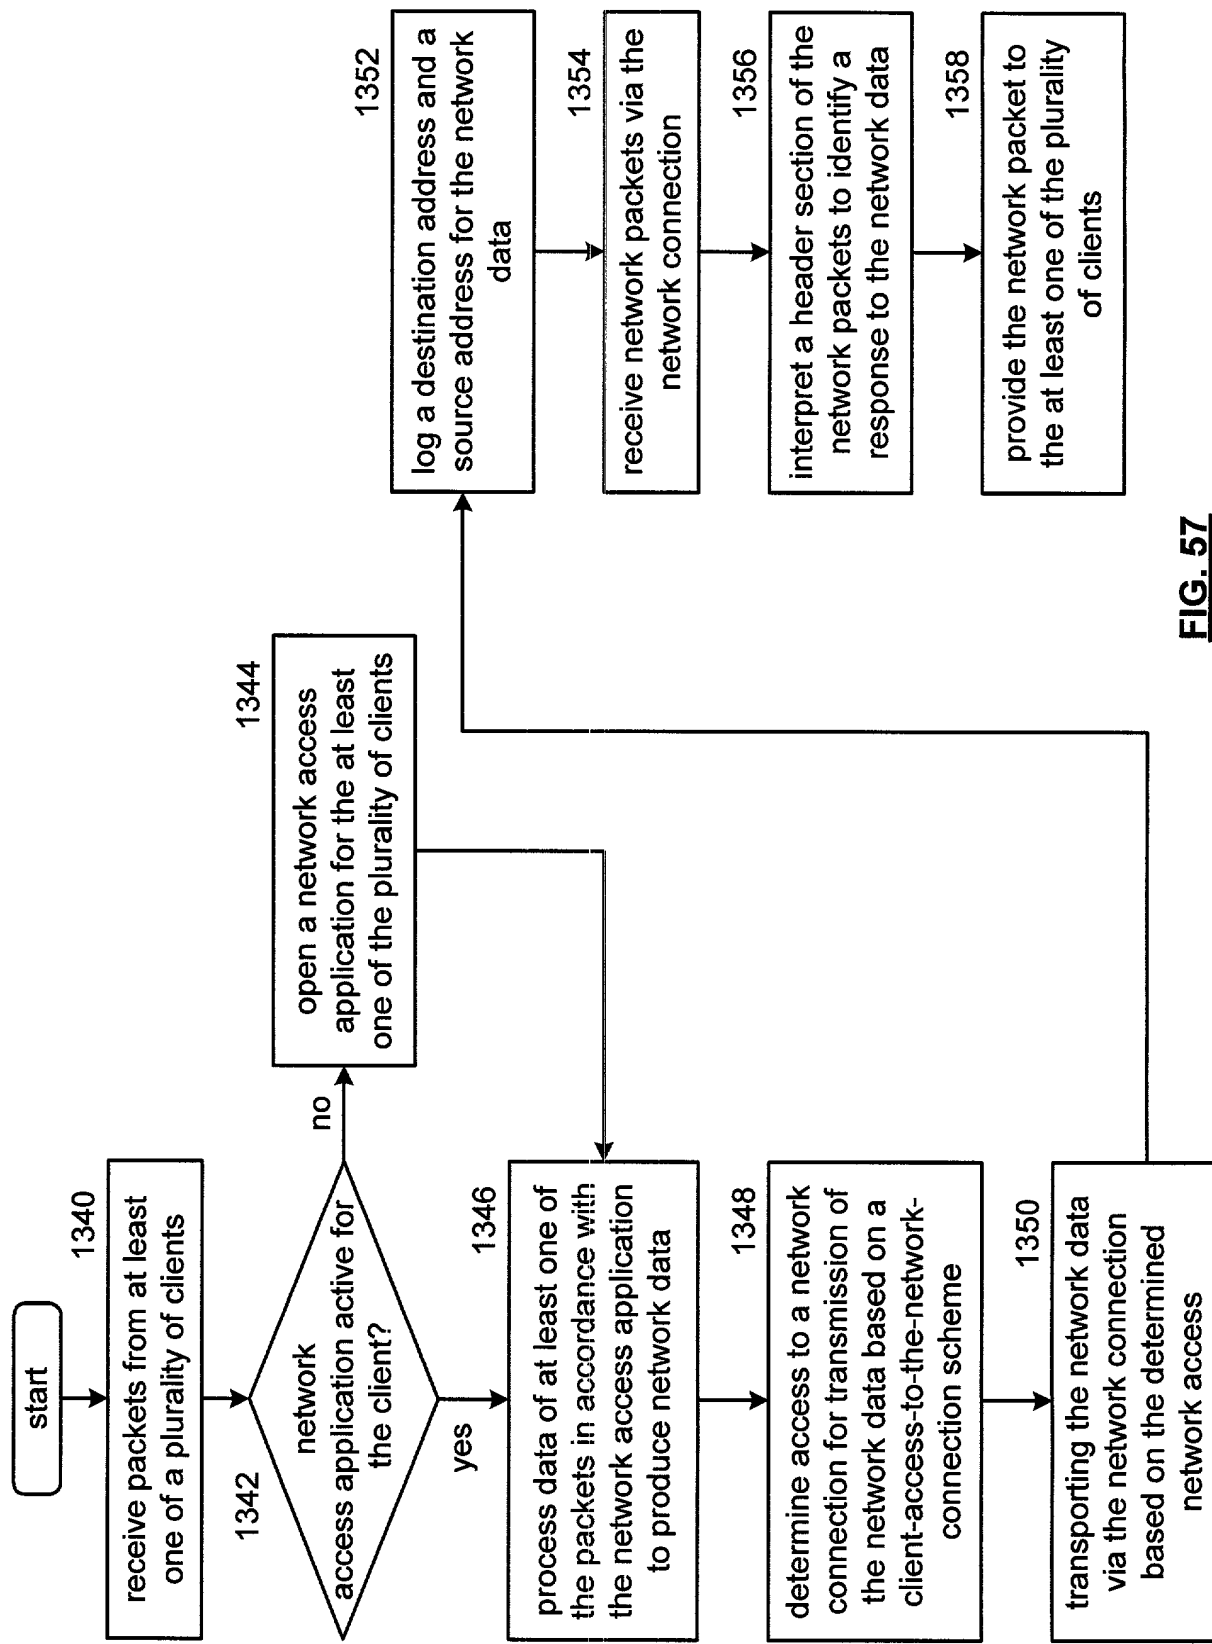 start
1340
receive packets from at least
one of a plurality of clients
1342
network
access application active for
the client?
no
yes
1344
open a network access
application for the at least
one of the plurality of clients
1346
process data of at least one of
the packets in accordance with
the network access application
to produce network data
1348
determine access to a network
connection for transmission of
the network data based on a
client-access-to-the-network-
connection scheme
1350
transporting the network data
via the network connection
based on the determined
network access
1352
log a destination address and a
source address for the network
data
1354
receive network packets via the
network connection
1356
interpret a header section of the
network packets to identify a
response to the network data
1358
provide the network packet to
the at least one of the plurality
of clients
FIG. 57